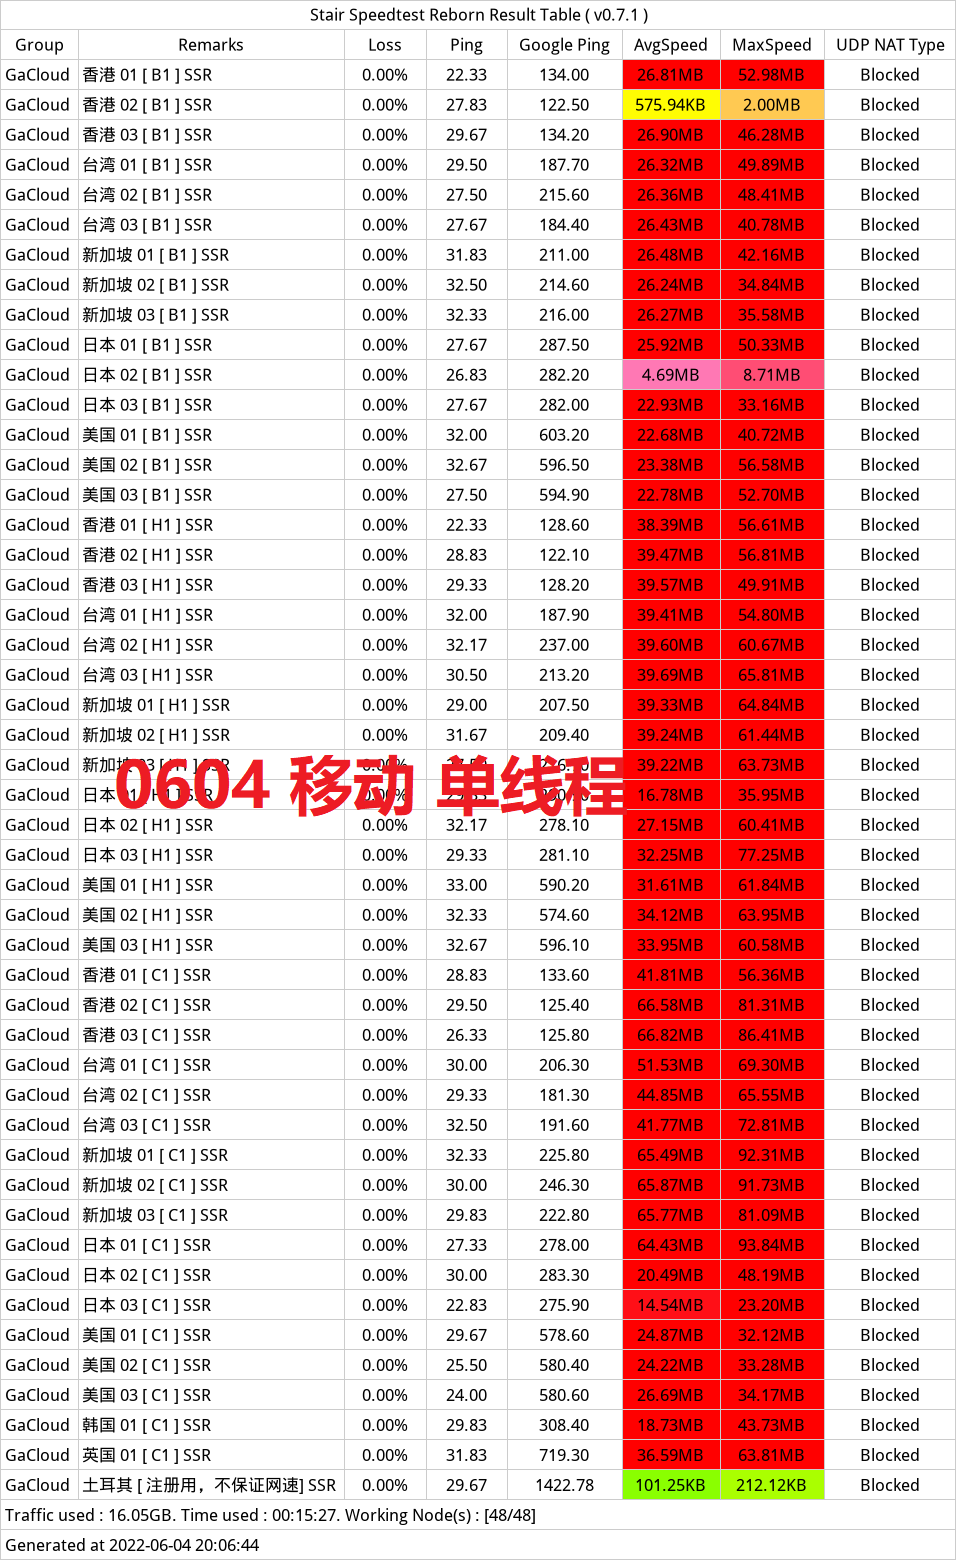 Stair Speedtest Reborn Result Table ( v0.7.1 )
Group Remarks Loss Ping Google Ping AvgSpeed MaxSpeed UDP NAT Type
GaCloud 香港 01 [ B1 ] SSR 0.00% 22.33 134.00 26.81MB 52.98MB Blocked
GaCloud 香港 02 [ B1 ] SSR 0.00% 27.83 122.50 575.94KB 2.00MB Blocked
GaCloud 香港 03 [ B1 ] SSR 0.00% 29.67 134.20 26.90MB 46.28MB Blocked
GaCloud 台湾 01 [ B1 ] SSR 0.00% 29.50 187.70 26.32MB 49.89MB Blocked
GaCloud 台湾 02 [ B1 ] SSR 0.00% 27.50 215.60 26.36MB 48.41MB Blocked
GaCloud 台湾 03 [ B1 ] SSR 0.00% 27.67 184.40 26.43MB 40.78MB Blocked
GaCloud 新加坡 01 [ B1 ] SSR 0.00% 31.83 211.00 26.48MB 42.16MB Blocked
GaCloud 新加坡 02 [ B1 ] SSR 0.00% 32.50 214.60 26.24MB 34.84MB Blocked
GaCloud 新加坡 03 [ B1 ] SSR 0.00% 32.33 216.00 26.27MB 35.58MB Blocked
GaCloud 日本 01 [ B1 ] SSR 0.00% 27.67 287.50 25.92MB 50.33MB Blocked
GaCloud 日本 02 [ B1 ] SSR 0.00% 26.83 282.20 4.69MB 8.71MB Blocked
GaCloud 日本 03 [ B1 ] SSR 0.00% 27.67 282.00 22.93MB 33.16MB Blocked
GaCloud 美国 01 [ B1 ] SSR 0.00% 32.00 603.20 22.68MB 40.72MB Blocked
GaCloud 美国 02 [ B1 ] SSR 0.00% 32.67 596.50 23.38MB 56.58MB Blocked
GaCloud 美国 03 [ B1 ] SSR 0.00% 27.50 594.90 22.78MB 52.70MB Blocked
GaCloud 香港 01 [ H1 ] SSR 0.00% 22.33 128.60 38.39MB 56.61MB Blocked
GaCloud 香港 02 [ H1 ] SSR 0.00% 28.83 122.10 39.47MB 56.81MB Blocked
GaCloud 香港 03 [ H1 ] SSR 0.00% 29.33 128.20 39.57MB 49.91MB Blocked
GaCloud 台湾 01 [ H1 ] SSR 0.00% 32.00 187.90 39.41MB 54.80MB Blocked
GaCloud 台湾 02 [ H1 ] SSR 0.00% 32.17 237.00 39.60MB 60.67MB Blocked
GaCloud 台湾 03 [ H1 ] SSR 0.00% 30.50 213.20 39.69MB 65.81MB Blocked
GaCloud 新加坡 01 [ H1 ] SSR 0.00% 29.00 207.50 39.33MB 64.84MB Blocked
GaCloud 新加坡 02 [ H1 ] SSR 0.00% 31.67 209.40 39.24MB 61.44MB Blocked
GaCloud 新加坡 03 [ H1 ] SSR 0.00% 39.22MB 63.73MB Blocked
0604 移动 单线程
GaCloud 日本 01 [ H1 ] SSR 0.00% 16.78MB 35.95MB Blocked
GaCloud 日本 02 [ H1 ] SSR 0.00% 32.17 278.10 27.15MB 60.41MB Blocked
GaCloud 日本 03 [ H1 ] SSR 0.00% 29.33 281.10 32.25MB 77.25MB Blocked
GaCloud 美国 01 [ H1 ] SSR 0.00% 33.00 590.20 31.61MB 61.84MB Blocked
GaCloud 美国 02 [ H1 ] SSR 0.00% 32.33 574.60 34.12MB 63.95MB Blocked
GaCloud 美国 03 [ H1 ] SSR 0.00% 32.67 596.10 33.95MB 60.58MB Blocked
GaCloud 香港 01 [ C1 ] SSR 0.00% 28.83 133.60 41.81MB 56.36MB Blocked
GaCloud 香港 02 [ C1 ] SSR 0.00% 29.50 125.40 66.58MB 81.31MB Blocked
GaCloud 香港 03 [ C1 ] SSR 0.00% 26.33 125.80 66.82MB 86.41MB Blocked
GaCloud 台湾 01 [ C1 ] SSR 0.00% 30.00 206.30 51.53MB 69.30MB Blocked
GaCloud 台湾 02 [ C1 ] SSR 0.00% 29.33 181.30 44.85MB 65.55MB Blocked
GaCloud 台湾 03 [ C1 ] SSR 0.00% 32.50 191.60 41.77MB 72.81MB Blocked
GaCloud 新加坡 01 [ C1 ] SSR 0.00% 32.33 225.80 65.49MB 92.31MB Blocked
GaCloud 新加坡 02 [ C1 ] SSR 0.00% 30.00 246.30 65.87MB 91.73MB Blocked
GaCloud 新加坡 03 [ C1 ] SSR 0.00% 29.83 222.80 65.77MB 81.09MB Blocked
GaCloud 日本 01 [ C1 ] SSR 0.00% 27.33 278.00 64.43MB 93.84MB Blocked
GaCloud 日本 02 [ C1 ] SSR 0.00% 30.00 283.30 20.49MB 48.19MB Blocked
GaCloud 日本 03 [ C1 ] SSR 0.00% 22.83 275.90 14.54MB 23.20MB Blocked
GaCloud 美国 01 [ C1 ] SSR 0.00% 29.67 578.60 24.87MB 32.12MB Blocked
GaCloud 美国 02 [ C1 ] SSR 0.00% 25.50 580.40 24.22MB 33.28MB Blocked
GaCloud 美国 03 [ C1 ] SSR 0.00% 24.00 580.60 26.69MB 34.17MB Blocked
GaCloud 韩国 01 [ C1 ] SSR 0.00% 29.83 308.40 18.73MB 43.73MB Blocked
GaCloud 英国 01 [ C1 ] SSR 0.00% 31.83 719.30 36.59MB 63.81MB Blocked
GaCloud 土耳其 [ 注册用，不保证网速] SSR 0.00% 29.67 1422.78 101.25KB 212.12KB Blocked
Traffic used : 16.05GB. Time used : 00:15:27. Working Node(s) : [48/48]
Generated at 2022-06-04 20:06:44